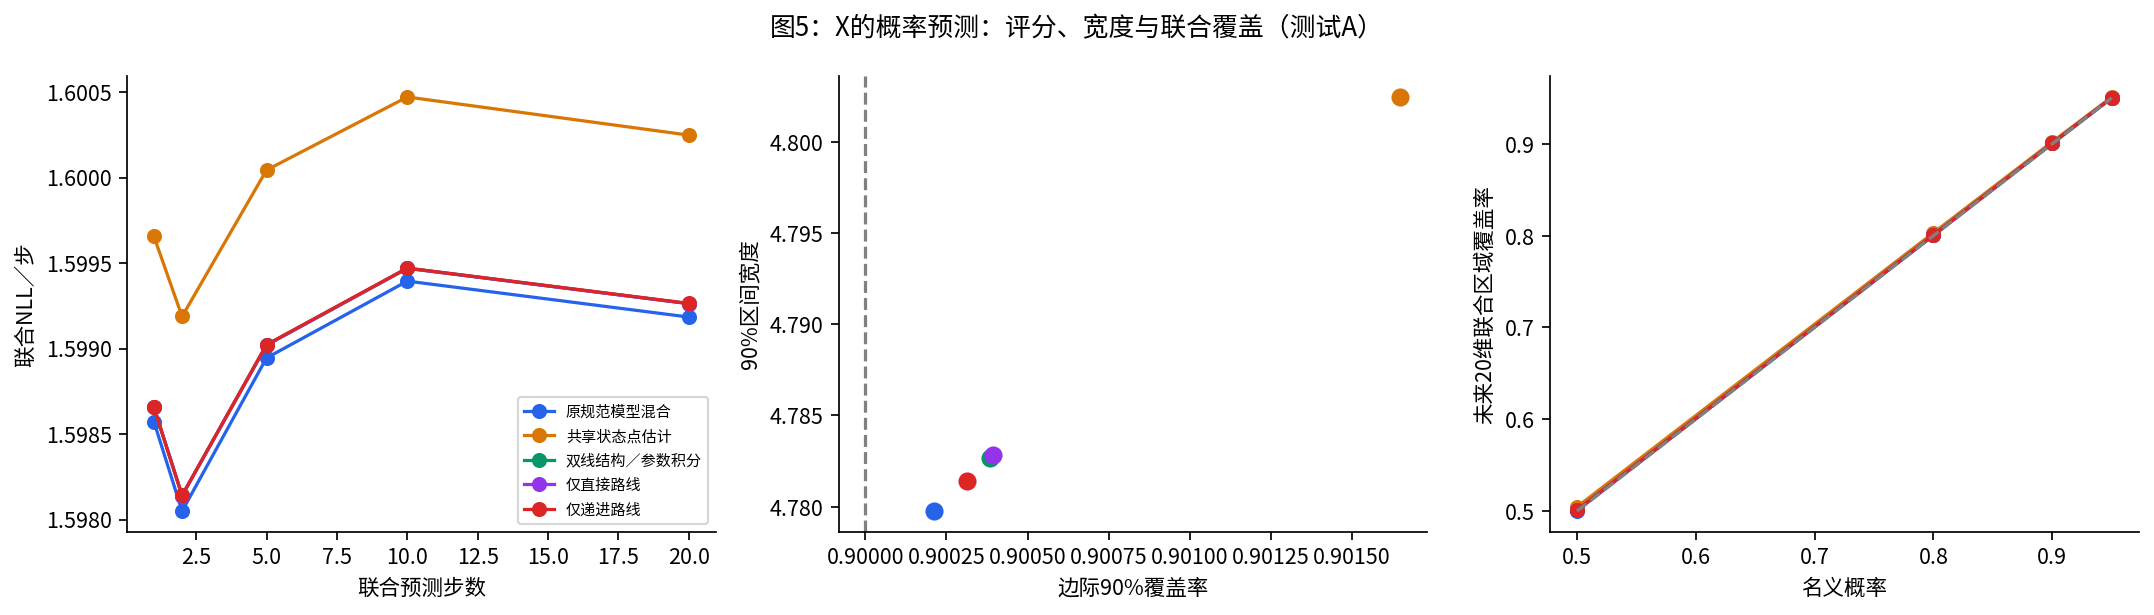 图5：X的概率预测：评分、宽度与联合覆盖（测试A）
联合NLL／步
1.6005
1.6000
1.5995
1.5990
1.5985
1.5980
原规范模型混合
共享状态点估计
双线结构／参数积分
仅直接路线
仅递进路线
2.5 5.0 7.5 10.0 12.5 15.0 17.5 20.0
联合预测步数
90%区间宽度
4.800
4.795
4.790
4.785
4.780
0.90000 0.90025 0.90050 0.90075 0.90100 0.90125 0.90150
边际90%覆盖率
未来20维联合区域覆盖率
0.9
0.8
0.7
0.6
0.5
0.5 0.6 0.7 0.8 0.9
名义概率